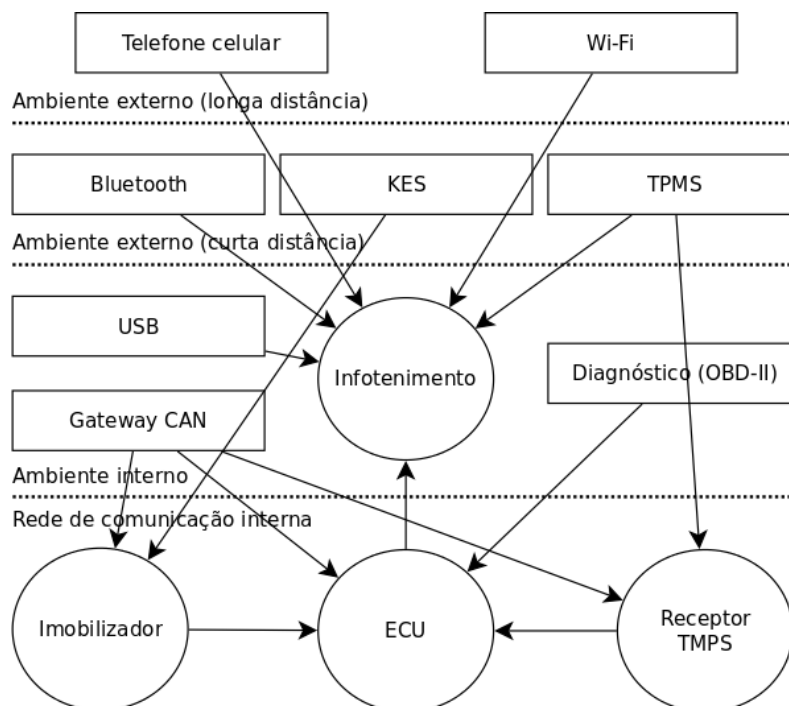 Telefone celular
Wi-Fi
Ambiente externo (longa distância)
Bluetooth
KES
TPMS
Ambiente externo (curta distância)
USB
Infotenimento
Diagnóstico (OBD-II)
Gateway CAN
Ambiente interno
Rede de comunicação interna
Imobilizador
ECU
Receptor
TMPS